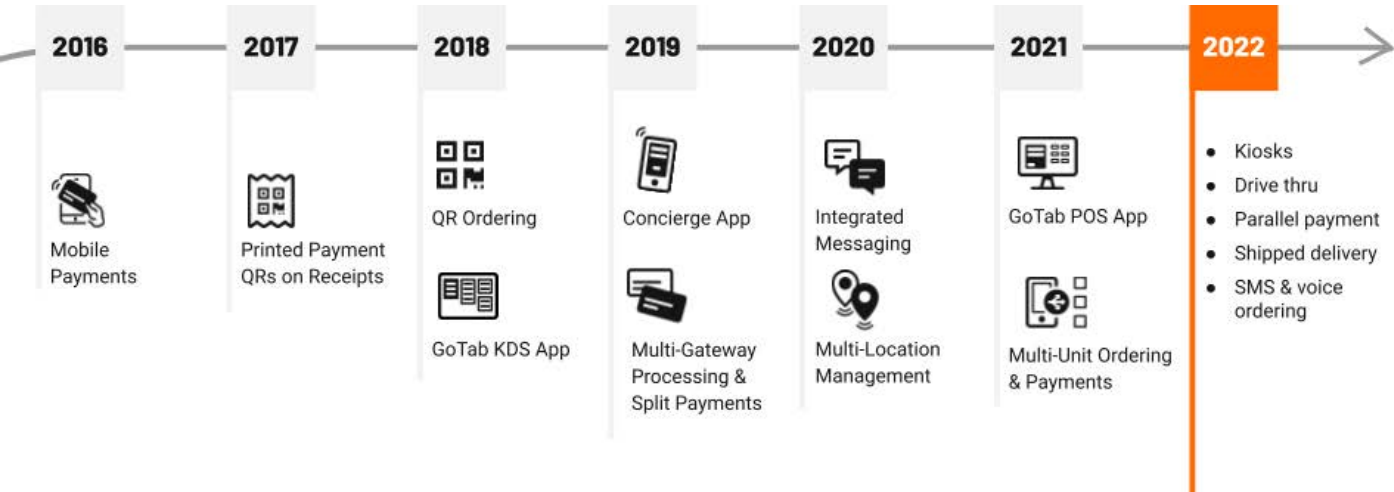 2016
2017
2018
2019
2020
2021
2022
Mobile
Payments
Printed Payment
QRs on Receipts
QR Ordering
GoTab KDS App
Concierge App
Multi-Gateway
Processing &
Split Payments
Integrated
Messaging
Multi-Location
Management
GoTab POS App
Multi-Unit Ordering
& Payments
● Kiosks
● Drive thru
● Parallel payment
● Shipped delivery
● SMS & voice
ordering